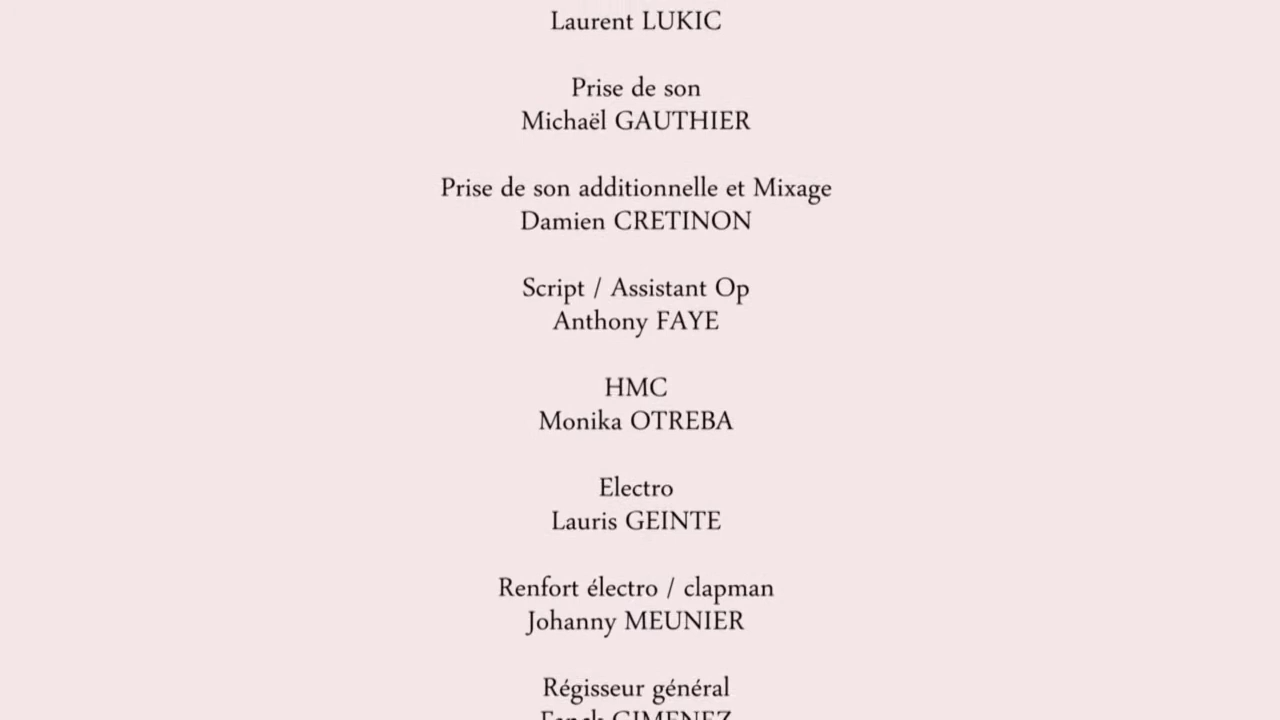 Laurent LUKIC
Prise de son
Michaël GAUTHIER
Prise de son additionnelle et Mixage
Damien CRETINON
Script / Assistant Op
Anthony FAYE
HMC
Monika OTREBA
Electro
Lauris GEINTE
Renfort électro / clapman
Johanny MEUNIER
Régisseur général
GIMENEZ